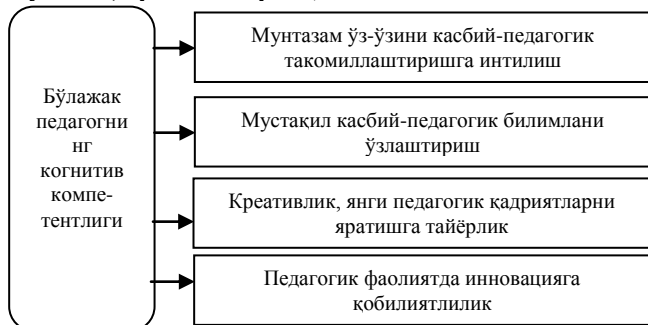 Бўлажак
педагогни
нг
когнитив
компе-
тентлиги
Мунтазам ўз-ўзини касбий-педагогик
такомиллаштиришга интилиш
Мустақил касбий-педагогик билимлани
ўзлаштириш
Креативлик, янги педагогик қадриятларни
яратишга тайёрлик
Педагогик фаолиятда инновацияга
қобилиятлилик